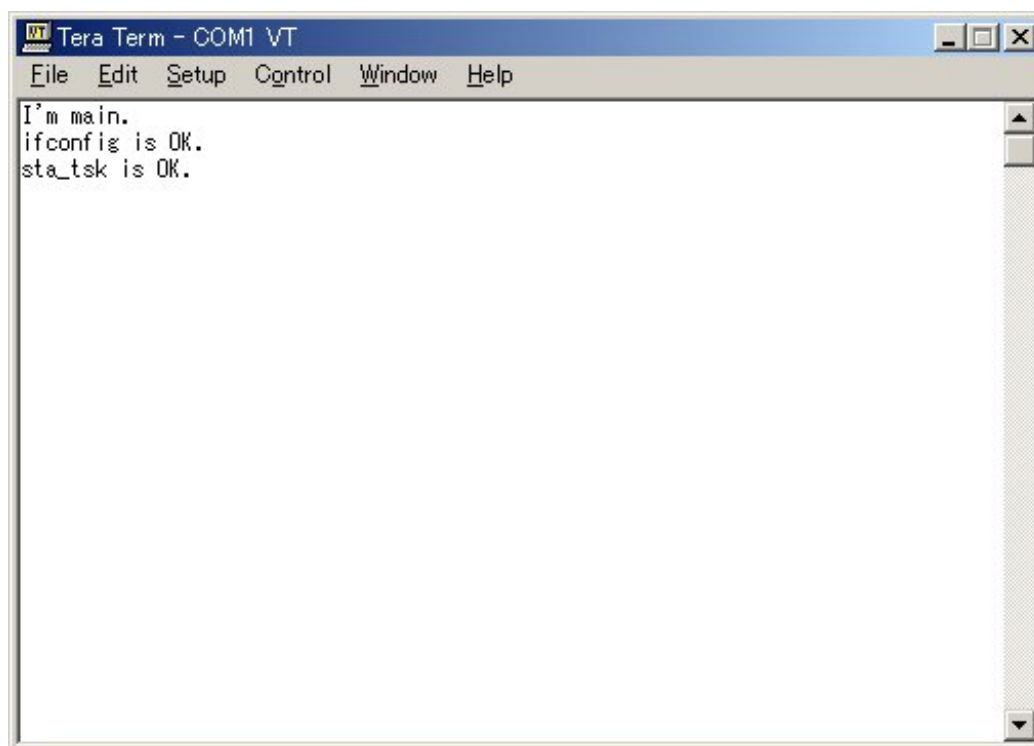 Tera Term - COM1 VT
File Edit Setup Control Window Help
I'm main.
ifconfig is OK.
sta_tsk is OK.